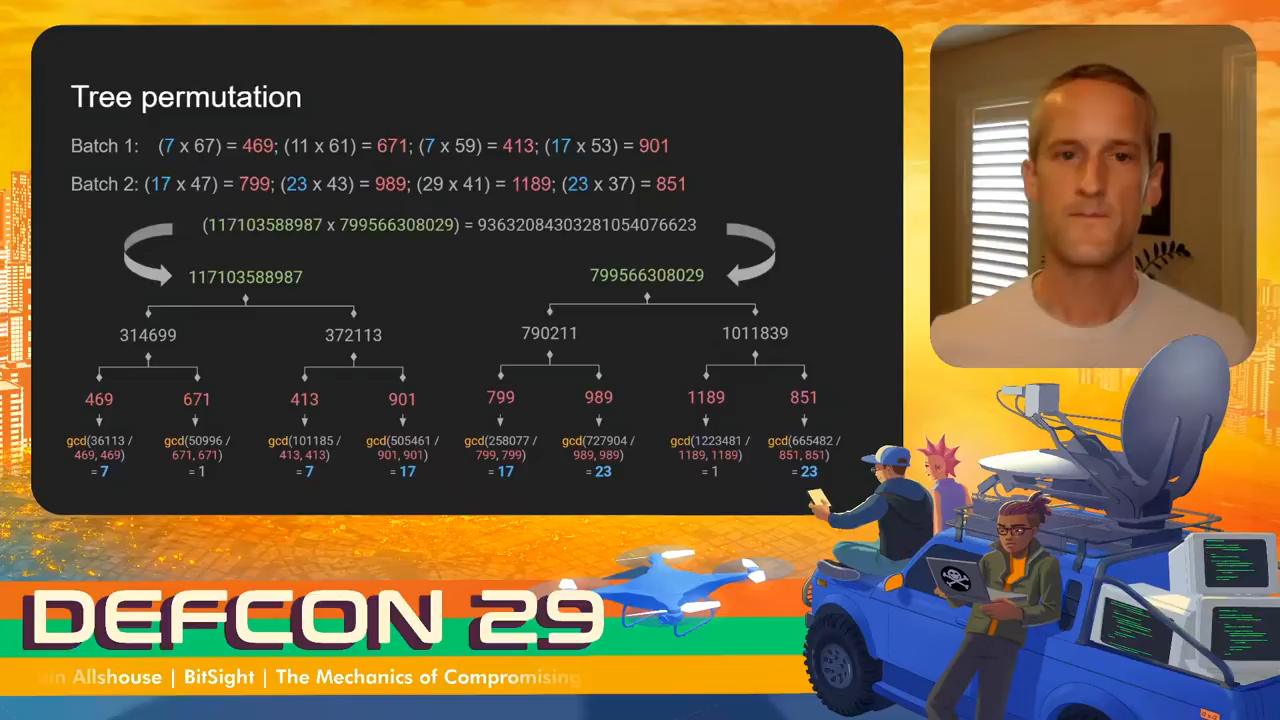 Tree permutation
Batch 1: (7 x 67) = 469; (11 x 61) = 671; (7 x 59) = 413; (17 x 53) = 901
Batch 2: (17 x 47) = 799; (23 x 43) = 989; (29 x 41) = 1189; (23 x 37) = 851
(117103588987 x 799566308029) = 93632084303281054076623
117103588987 799566308029
314699 372113 790211 1011839
469 671 413 901 799 989 1189 851
gcd(36113 / gcd(50996 / gcd(101185 / gcd(505461 / gcd(258077 / gcd(727904 / gcd(1223481 / gcd(665482 /
469, 469) 671, 671) 413, 413) 901, 901) 799, 799) 989, 989) 1189, 1189) 851, 851)
= 7 = 1 = 7 = 17 = 17 = 23 = 1 = 23
DEFCON 29
in Allshouse | BitSight | The Mechanics of Compromising